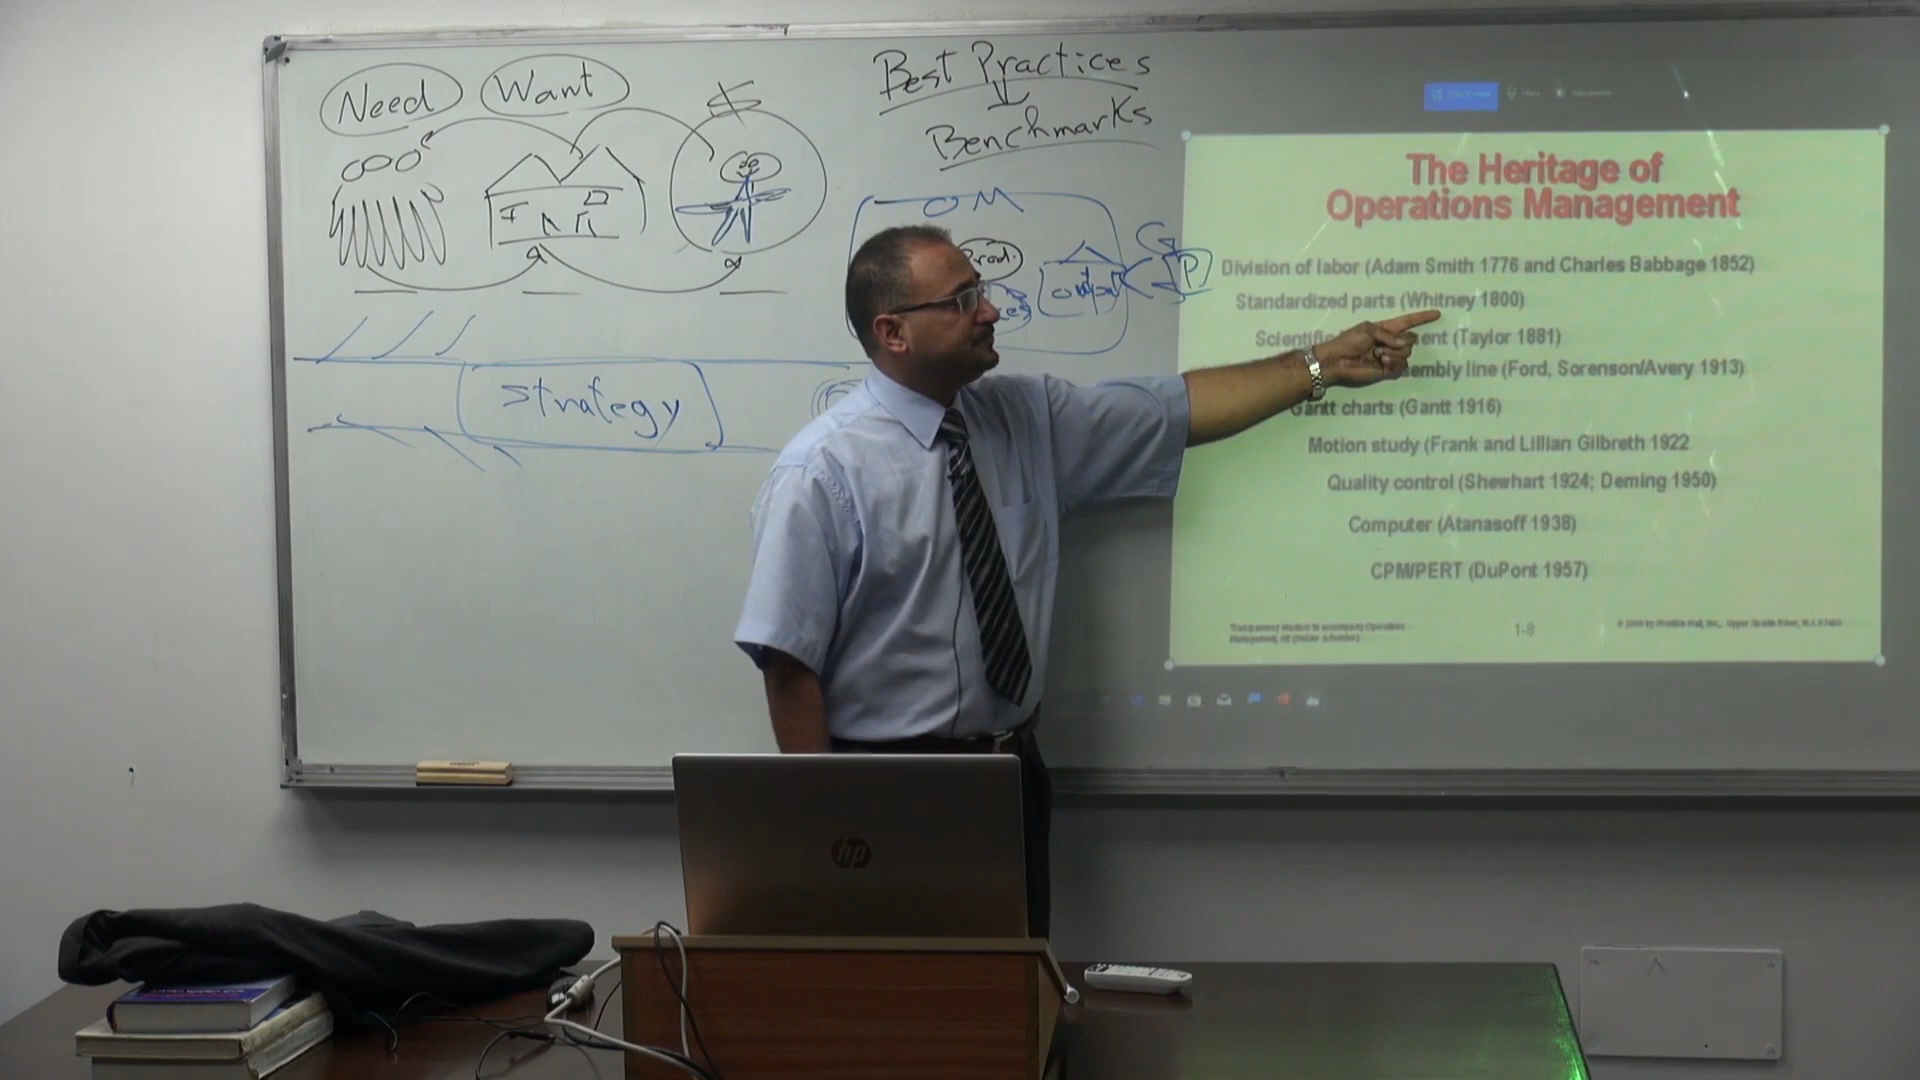 Need
Want
Best Practices
Benchmarks
OM
Prod.
output
P
strategy
The Heritage of
Operations Management
Division of labor (Adam Smith 1776 and Charles Babbage 1852)
Standardized parts (Whitney 1800)
Scientific ent (Taylor 1881)
embly line (Ford, Sorenson/Avery 1913)
Gantt charts (Gantt 1916)
Motion study (Frank and Lillian Gilbreth 1922
Quality control (Shewhart 1924; Deming 1950)
Computer (Atanasoff 1938)
CPM/PERT (DuPont 1957)
1-8
hp